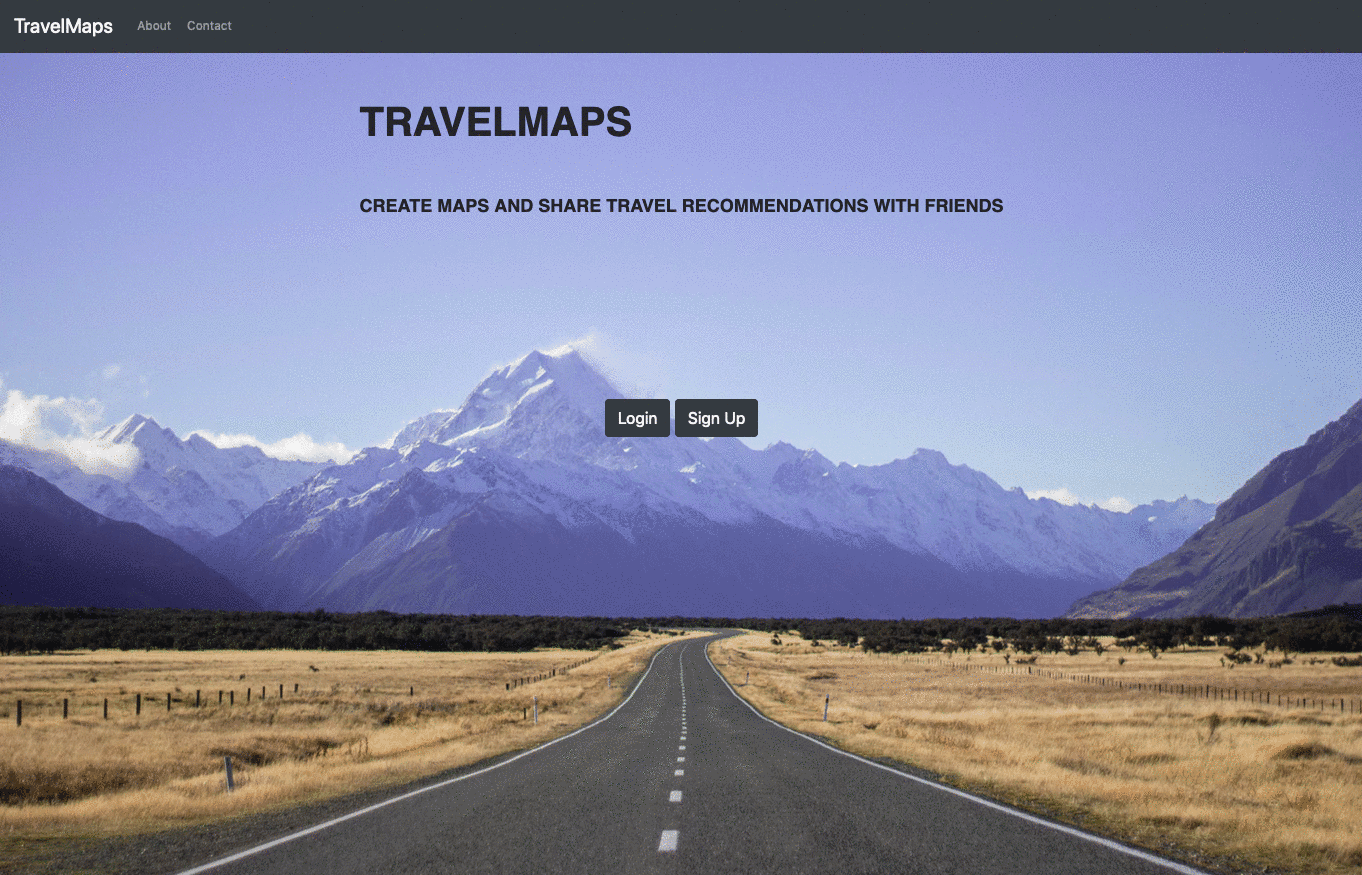 TravelMaps About Contact
TRAVELMAPS
CREATE MAPS AND SHARE TRAVEL RECOMMENDATIONS WITH FRIENDS
Login Sign Up